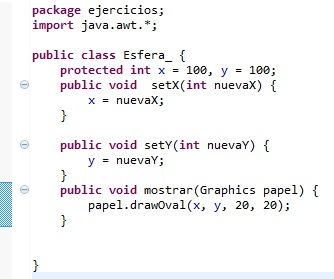 package ejercicios;
import java.awt.*;
public class Esfera_ {
protected int x = 100, y = 100;
public void  setX(int nuevaX) {
x = nuevaX;
}
public void setY(int nuevaY) {
y = nuevaY;
}
public void mostrar(Graphics papel) {
papel.drawOval(x, y, 20, 20);
}
}